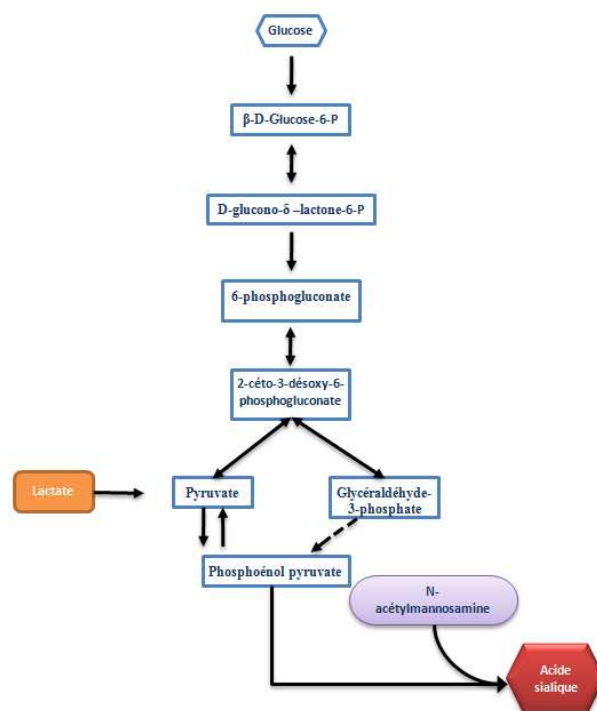 Glucose
β-D-Glucose-6-P
D-glucono-δ –lactone-6-P
6-phosphogluconate
2-céto-3-désoxy-6-
phosphogluconate
Lactate
Pyruvate
Glycéraldéhyde-
3-phosphate
Phosphoénol pyruvate
N-
acétylmannosamine
Acide
sialique